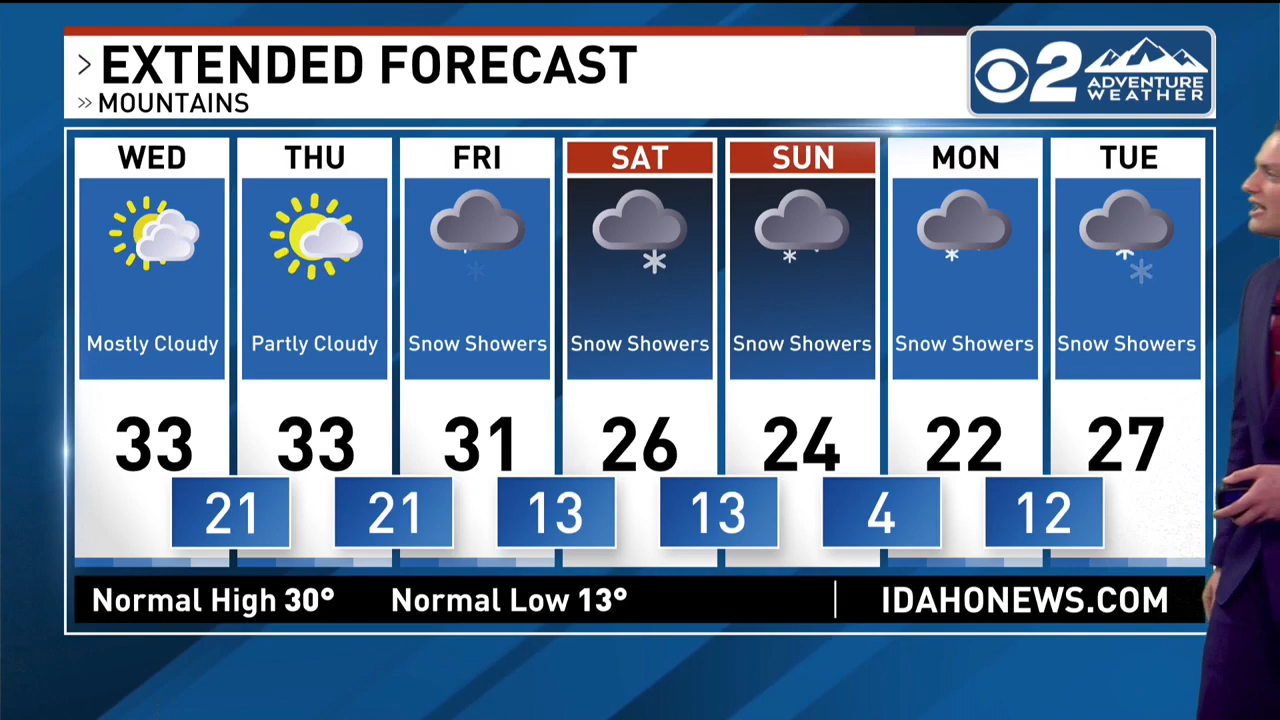 > EXTENDED FORECAST
» MOUNTAINS
2 ADVENTURE WEATHER
WED THU FRI SAT SUN MON TUE
Mostly Cloudy Partly Cloudy Snow Showers Snow Showers Snow Showers Snow Showers Snow Showers
33 33 31 26 24 22 27
21 21 13 13 4 12
Normal High 30° Normal Low 13° IDAHONEWS.COM